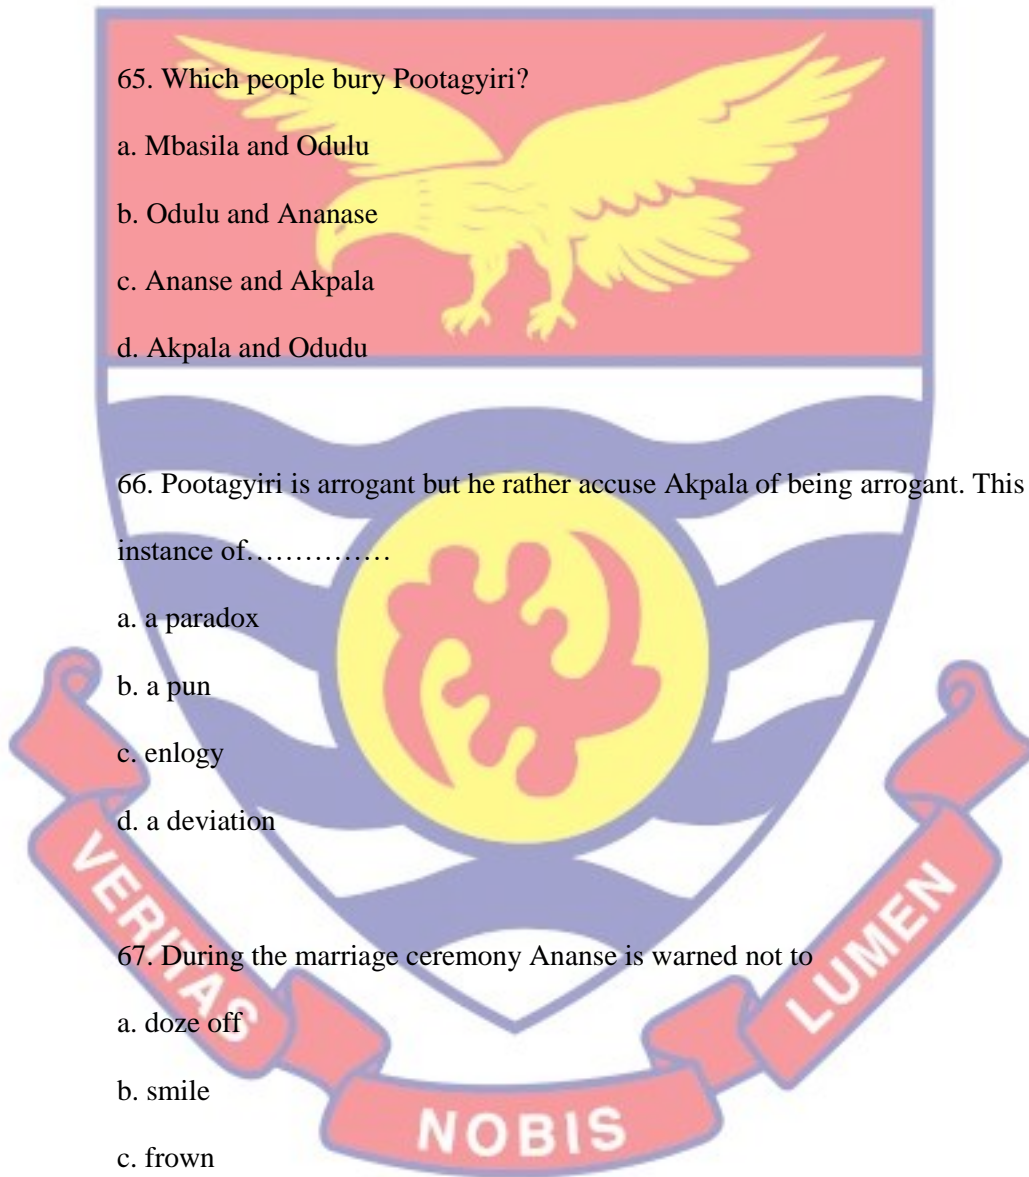 65. Which people bury Pootagyiri?
a. Mbasila and Odulu
b. Odulu and Ananase
c. Ananse and Akpala
d. Akpala and Odudu
66. Pootagyiri is arrogant but he rather accuse Akpala of being arrogant. This
instance of……………
a. a paradox
b. a pun
c. enlogy
d. a deviation
67. During the marriage ceremony Ananse is warned not to
a. doze off
b. smile
c. frown
VERITAS
NOBIS
LUMEN